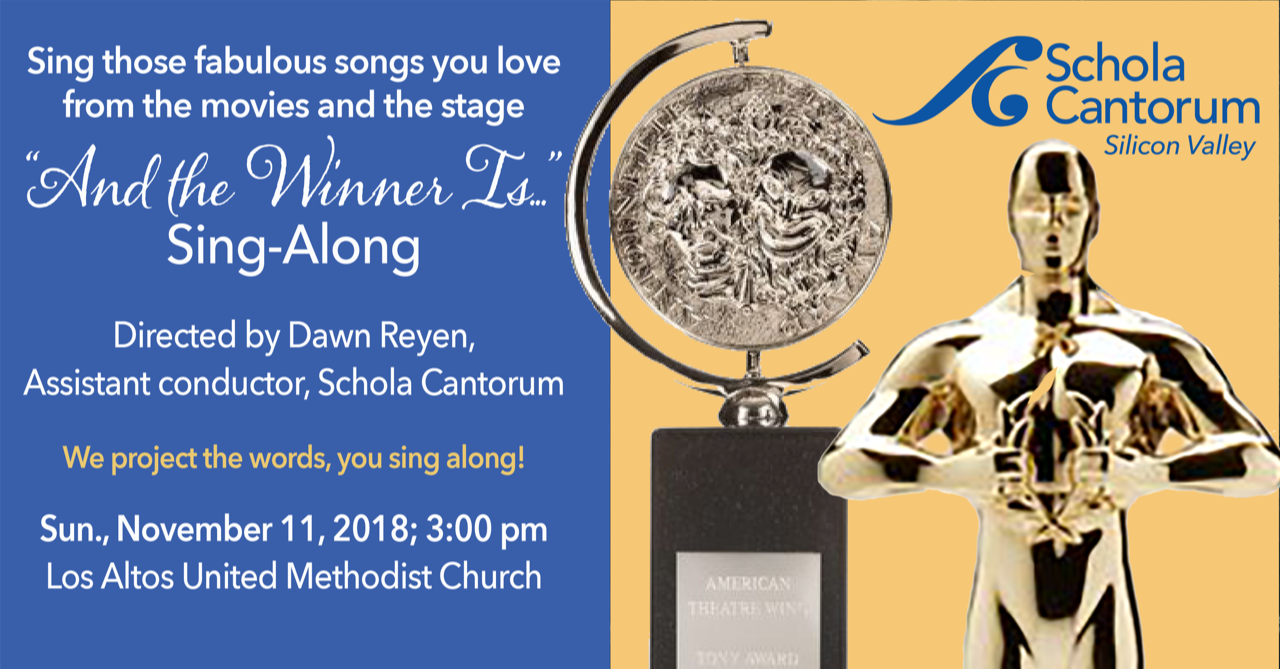 Sing those fabulous songs you love
from the movies and the stage
“And the Winner Is...”
Sing-Along
Directed by Dawn Reyen,
Assistant conductor, Schola Cantorum
We project the words, you sing along!
Sun., November 11, 2018; 3:00 pm
Los Altos United Methodist Church
Schola
Cantorum
Silicon Valley
AMERICAN
THEATRE WING
TONY AWARD